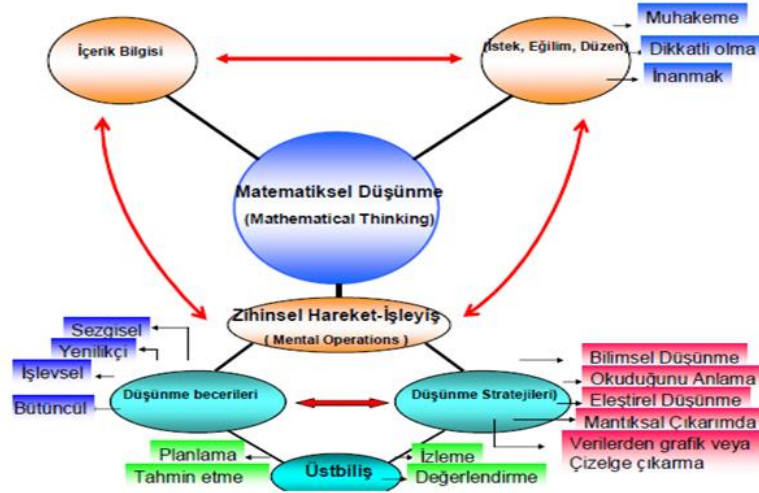 Muhakeme
İçerik Bilgisi
(İstek, Eğilim, Düzen)
Dikkatli olma
İnanmak
Matematiksel Düşünme
(Mathematical Thinking)
Zihinsel Hareket-İşleyiş
( Mental Operations )
Sezgisel
Yenilikçi
İşlevsel
Bütüncül
Düşünme becerileri
Düşünme Stratejileri)
Bilimsel Düşünme
Okuduğunu Anlama
Eleştirel Düşünme
Mantıksal Çıkarımda
Verilerden grafik veya
Çizelge çıkarma
Planlama
Tahmin etme
Üstbiliş
İzleme
Değerlendirme